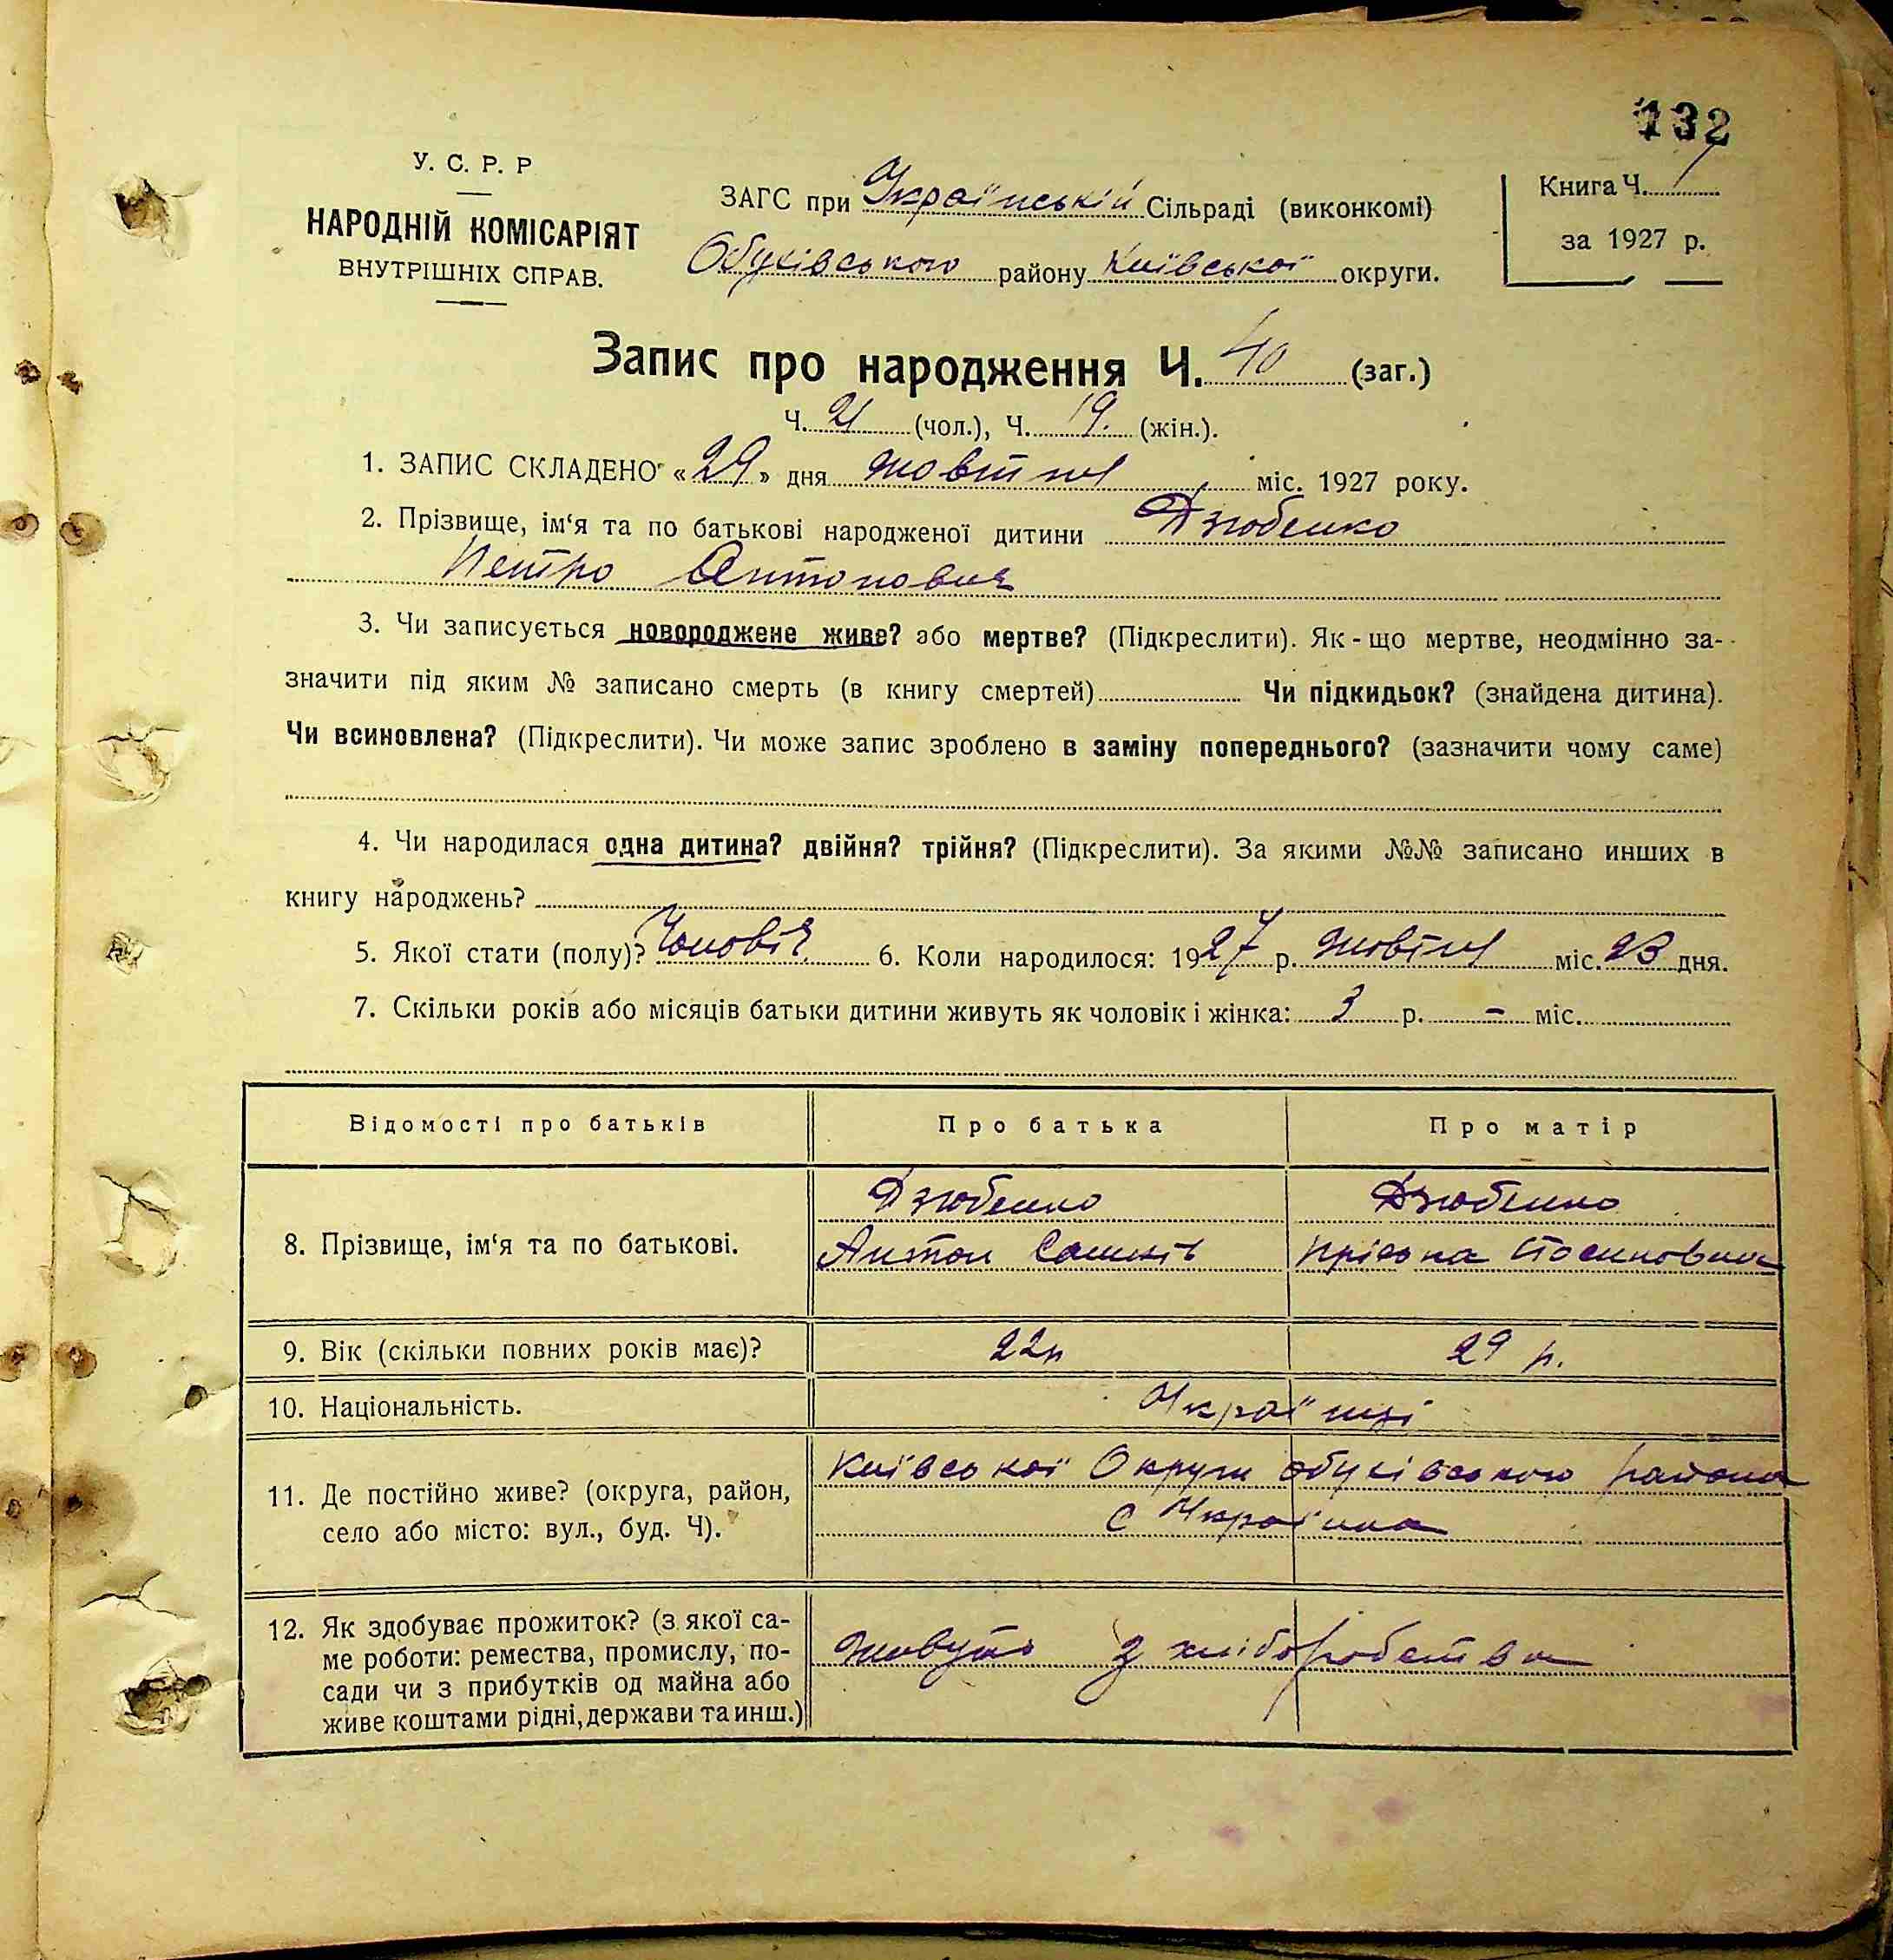 132
У. С. Р. Р
НАРОДНІЙ КОМІСАРІЯТ
ВНУТРІШНІХ СПРАВ.
ЗАГС при Українській Сільраді (виконкомі)
Обухівського району Київської округи.
Книга Ч. 1
за 1927 р.
Запис про народження Ч. 40 (заг.)
Ч. 21 (чол.), Ч. 19. (жін.).
1. ЗАПИС СКЛАДЕНО «29» дня жовтня міс. 1927 року.
2. Прізвище, ім‘я та по батькові народженої дитини Дзюбенко
Петро Антонович
3. Чи записується новороджене живе? або мертве? (Підкреслити). Як - що мертве, неодмінно за-
значити під яким № записано смерть (в книгу смертей) Чи підкидьок? (знайдена дитина).
Чи всиновлена? (Підкреслити). Чи може запис зроблено в заміну попереднього? (зазначити чому саме)
4. Чи народилася одна дитина? двійня? трійня? (Підкреслити). За якими №№ записано инших в
книгу народжень?
5. Якої стати (полу)? Чоловіч. 6. Коли народилося: 1927 р. жовтня міс. 23 дня.
7. Скільки років або місяців батьки дитини живуть як чоловік і жінка: 3 р. - міс.
Відомості про батьків Про батька Про матір
8. Прізвище, ім‘я та по батькові.
Дзюбенко
Антон
Дзюбенко
Прісьна
9. Вік (скільки повних років має)? 22р 29 р.
10. Національність. Українці
11. Де постійно живе? (округа, район,
село або місто: вул., буд. Ч).
Київської Округи Обухівського района
с Українка
12. Як здобуває прожиток? (з якої са-
ме роботи: ремества, промислу, по-
сади чи з прибутків од майна або
живе коштами рідні, держави та инш.)
живуть з хліборобства